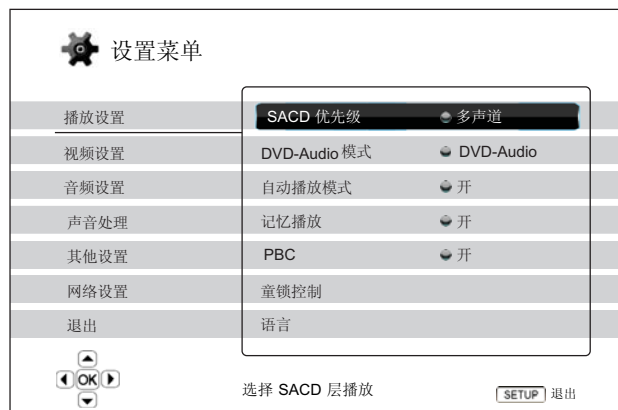 设置菜单
播放设置 SACD 优先级 多声道
视频设置 DVD-Audio 模式 DVD-Audio
音频设置 自动播放模式 开
声音处理 记忆播放 开
其他设置 PBC 开
网络设置 童锁控制
退出 语言
OK 选择 SACD 层播放 SETUP 退出